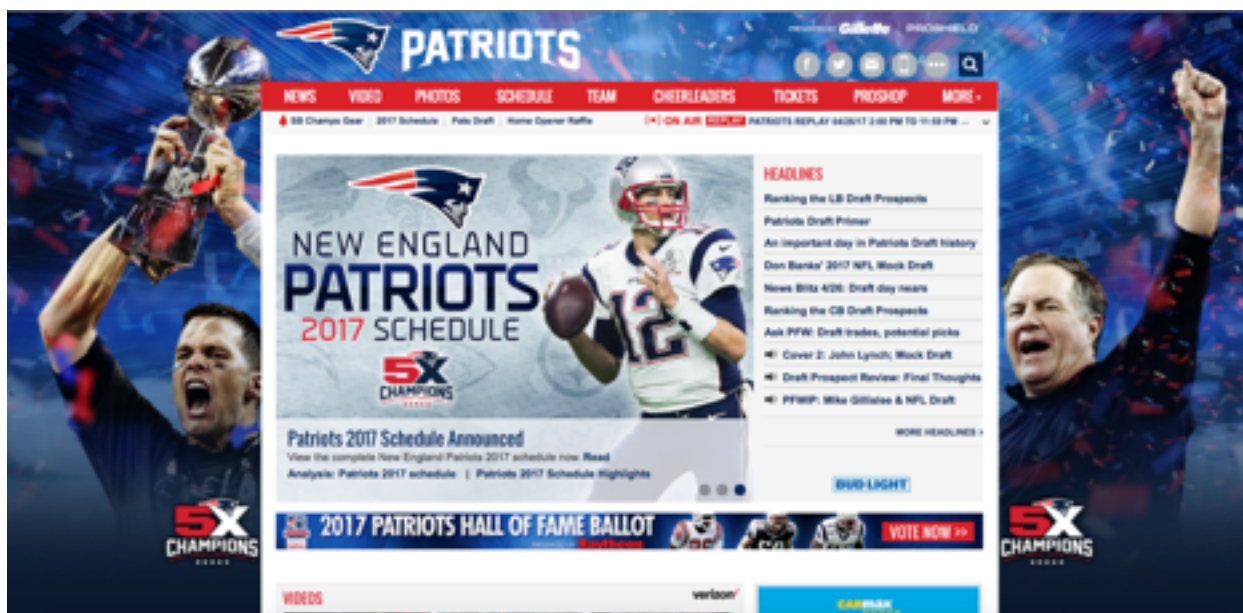 PATRIOTS
PRESENTED BY Gillette PROSHIELD
NEWS VIDEO PHOTOS SCHEDULE TEAM CHEERLEADERS TICKETS PROSHOP MORE
SB Champs Gear 2017 Schedule Pats Draft Home Opener Raffle ON AIR REPLAY PATRIOTS REPLAY 04/26/17 2:00 PM TO 11:59 PM ...
NEW ENGLAND
PATRIOTS
2017 SCHEDULE
5X
CHAMPIONS
12
Patriots 2017 Schedule Announced
View the complete New England Patriots 2017 schedule now. Read
Analysis: Patriots 2017 schedule | Patriots 2017 Schedule Highlights
HEADLINES
Ranking the LB Draft Prospects
Patriots Draft Primer
An important day in Patriots Draft history
Don Banks' 2017 NFL Mock Draft
News Blitz 4/26: Draft day nears
Ranking the CB Draft Prospects
Ask PFW: Draft trades, potential picks
Cover 2: John Lynch; Mock Draft
Draft Prospect Review: Final Thoughts
PFWIP: Mike Gillislee & NFL Draft
MORE HEADLINES >
BUD LIGHT
5X
CHAMPIONS
5X
CHAMPIONS
2017 PATRIOTS HALL OF FAME BALLOT
PRESENTED BY Raytheon
VOTE NOW >>
VIDEOS
verizon
CARMAX